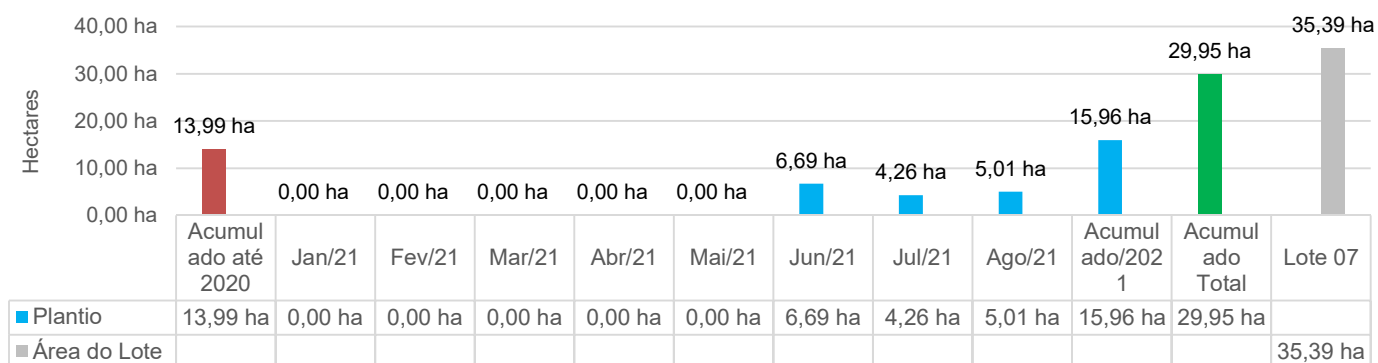 40,00 ha
30,00 ha
20,00 ha
10,00 ha
0,00 ha
Hectares
13,99 ha
0,00 ha
0,00 ha
0,00 ha
0,00 ha
0,00 ha
6,69 ha
4,26 ha
5,01 ha
15,96 ha
29,95 ha
35,39 ha
Acumul
ado até
2020
Jan/21
Fev/21
Mar/21
Abr/21
Mai/21
Jun/21
Jul/21
Ago/21
Acumul
ado/202
1
Acumul
ado
Total
Lote 07
Plantio 13,99 ha 0,00 ha 0,00 ha 0,00 ha 0,00 ha 0,00 ha 6,69 ha 4,26 ha 5,01 ha 15,96 ha 29,95 ha
Área do Lote 35,39 ha